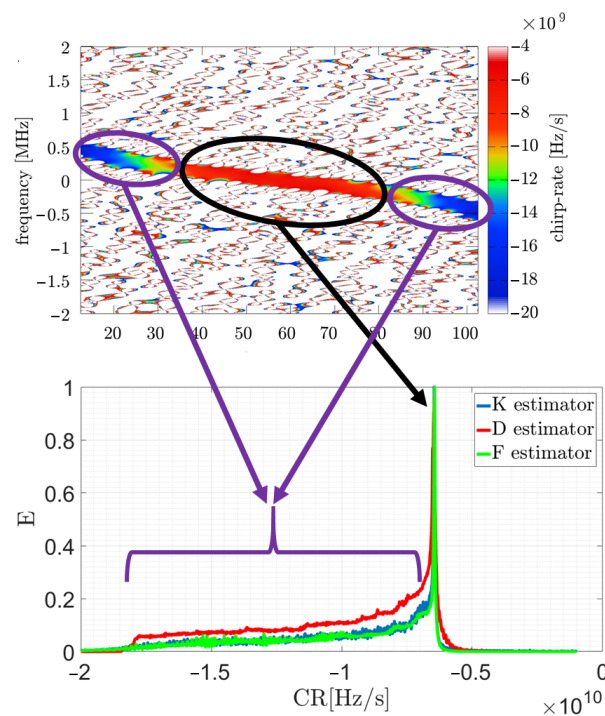 ×10⁹
2
1.5
1
0.5
0
−0.5
−1
−1.5
−2
frequency [MHz]
20 30 40 50 60 70 80 90 100
−4
−6
−8
−10
−12
−14
−16
−18
−20
chirp-rate [Hz/s]
1
0.8
0.6
0.4
0.2
0
E
K estimator
D estimator
F estimator
−2 −1.5 −1 −0.5 0
CR[Hz/s]
×10¹⁰